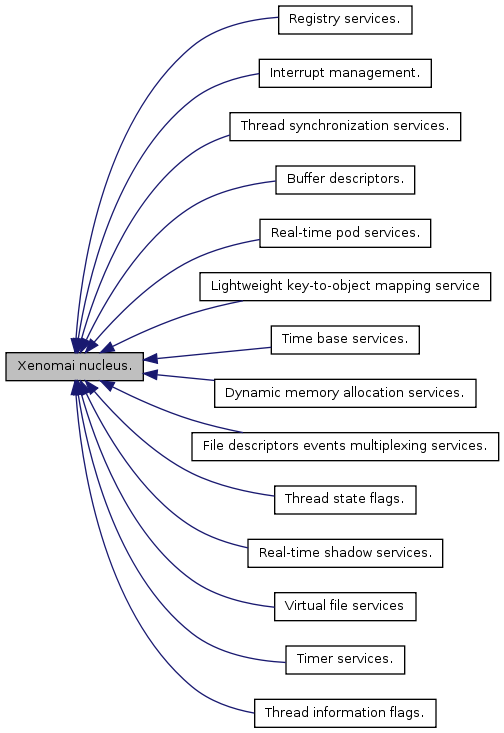 Registry services.
Interrupt management.
Thread synchronization services.
Buffer descriptors.
Real-time pod services.
Lightweight key-to-object mapping service
Time base services.
Xenomai nucleus.
Dynamic memory allocation services.
File descriptors events multiplexing services.
Thread state flags.
Real-time shadow services.
Virtual file services
Timer services.
Thread information flags.